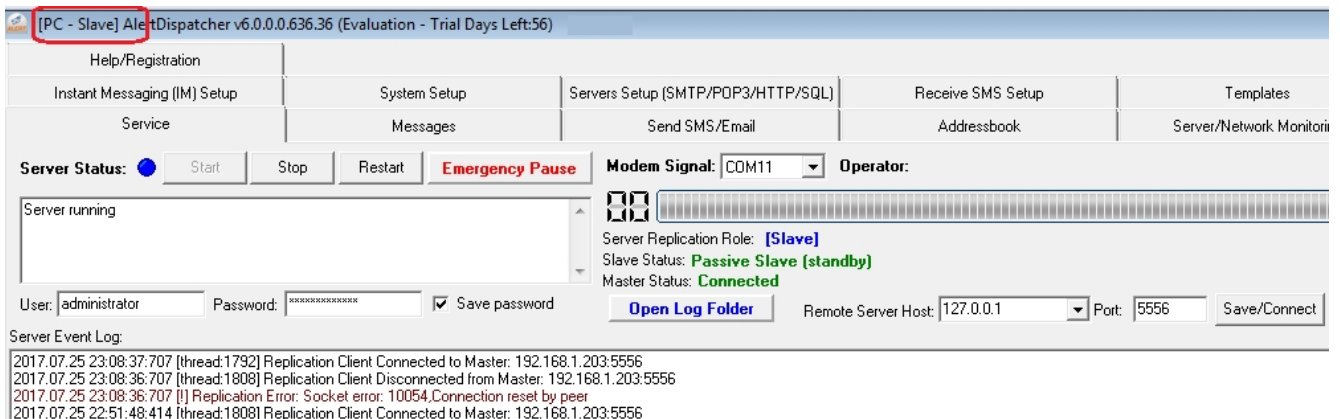 [PC - Slave] AlertDispatcher v6.0.0.0.636.36 (Evaluation - Trial Days Left:56)
Help/Registration
Instant Messaging (IM) Setup System Setup Servers Setup (SMTP/POP3/HTTP/SQL) Receive SMS Setup Templates
Service Messages Send SMS/Email Addressbook Server/Network Monitorin
Server Status: Start Stop Restart Emergency Pause Modem Signal: COM11 Operator:
Server running
Server Replication Role: [Slave]
Slave Status: Passive Slave (standby)
Master Status: Connected
User: administrator Password: xxxxxxxxxxxxx Save password Open Log Folder Remote Server Host: 127.0.0.1 Port: 5556 Save/Connect
Server Event Log:
2017.07.25 23:08:37:707 [thread:1792] Replication Client Connected to Master: 192.168.1.203:5556
2017.07.25 23:08:36:707 [thread:1808] Replication Client Disconnected from Master: 192.168.1.203:5556
2017.07.25 23:08:36:707 [!] Replication Error: Socket error: 10054,Connection reset by peer
2017.07.25 22:51:48:414 [thread:1808] Replication Client Connected to Master: 192.168.1.203:5556